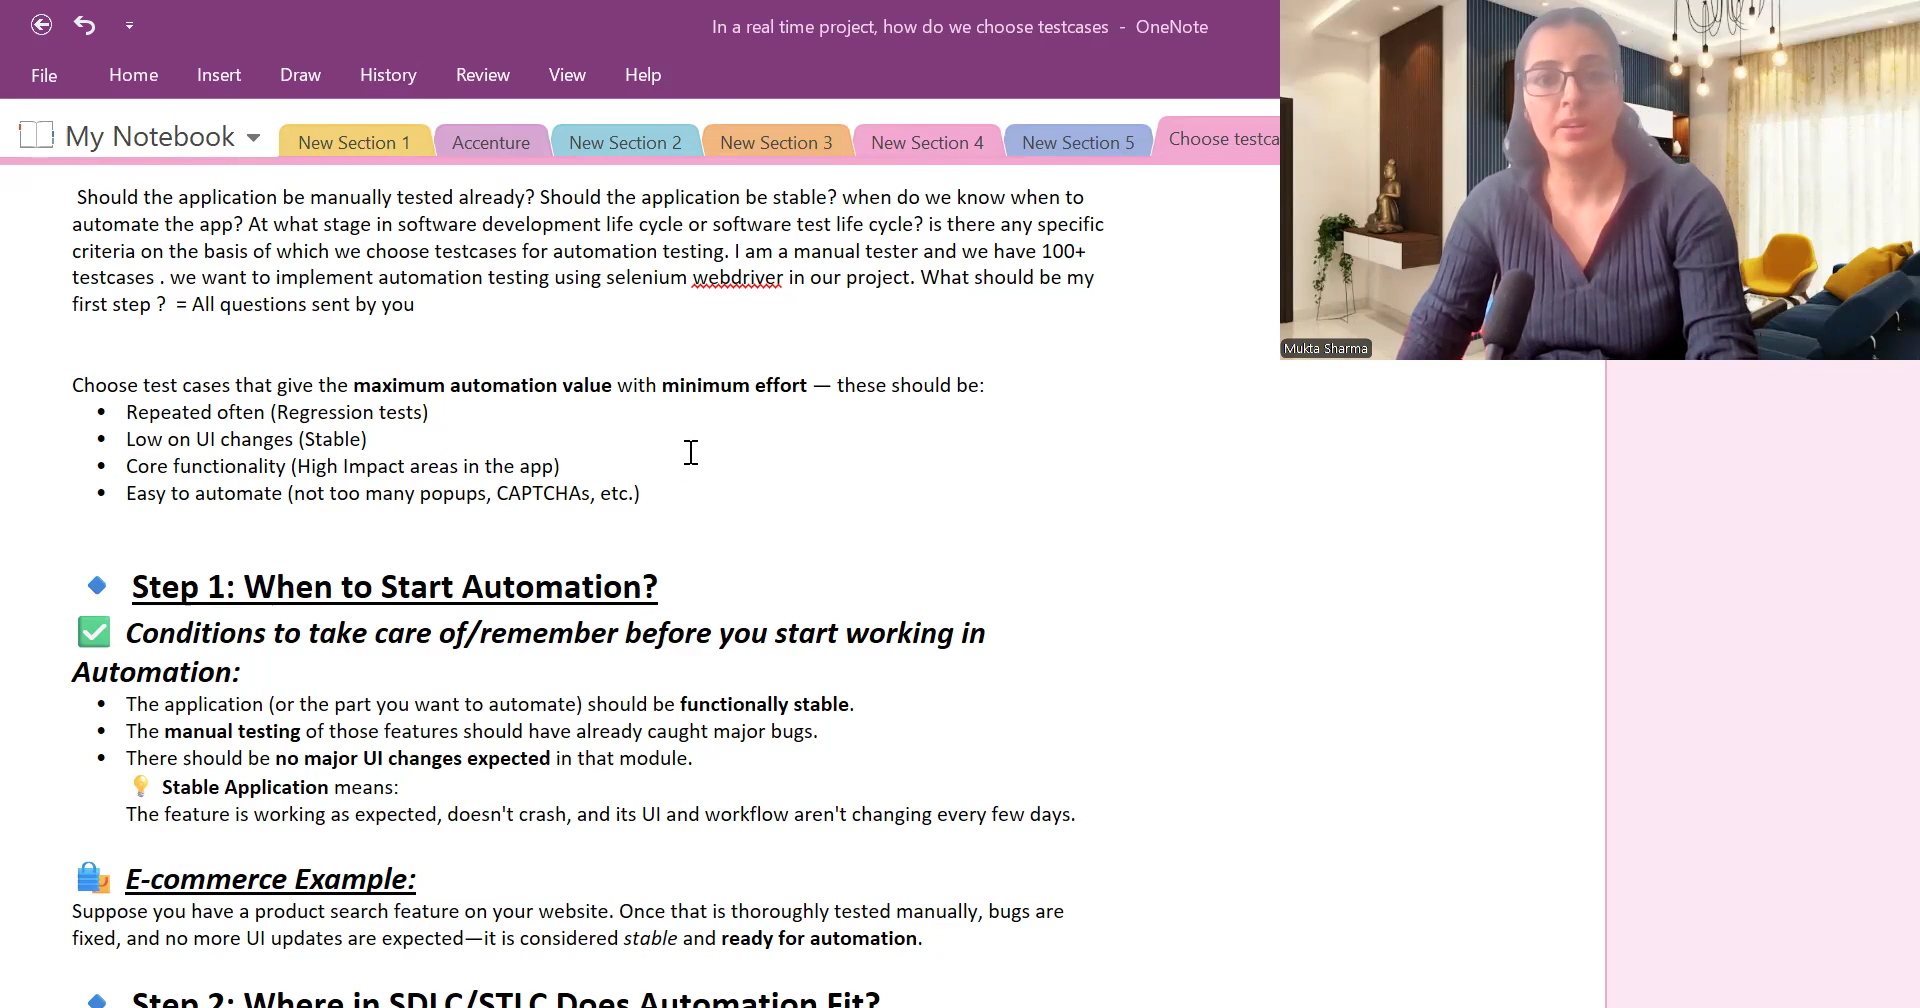 In a real time project, how do we choose testcases - OneNote
File Home Insert Draw History Review View Help
My Notebook New Section 1 Accenture New Section 2 New Section 3 New Section 4 New Section 5 Choose testca
Mukta Sharma
Should the application be manually tested already? Should the application be stable? when do we know when to
automate the app? At what stage in software development life cycle or software test life cycle? is there any specific
criteria on the basis of which we choose testcases for automation testing. I am a manual tester and we have 100+
testcases . we want to implement automation testing using selenium webdriver in our project. What should be my
first step ? = All questions sent by you
Choose test cases that give the maximum automation value with minimum effort — these should be:
• Repeated often (Regression tests)
• Low on UI changes (Stable)
• Core functionality (High Impact areas in the app)
• Easy to automate (not too many popups, CAPTCHAs, etc.)
Step 1: When to Start Automation?
Conditions to take care of/remember before you start working in
Automation:
• The application (or the part you want to automate) should be functionally stable.
• The manual testing of those features should have already caught major bugs.
• There should be no major UI changes expected in that module.
Stable Application means:
The feature is working as expected, doesn't crash, and its UI and workflow aren't changing every few days.
E-commerce Example:
Suppose you have a product search feature on your website. Once that is thoroughly tested manually, bugs are
fixed, and no more UI updates are expected—it is considered stable and ready for automation.
Step 2: Where in SDLC/STLC Does Automation Fit?